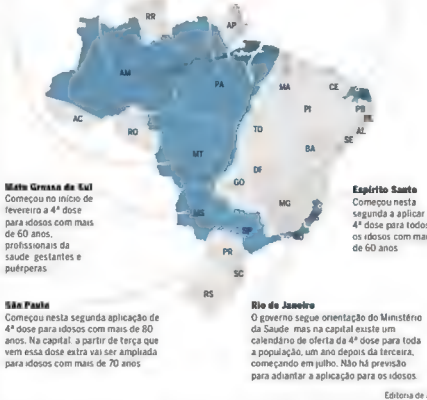 RR
AP
AM
PA
MA
CE
PI
PB
PE
AL
SE
AC
RO
TO
BA
MT
DF
GO
MG
MS
SP
RJ
PR
SC
RS
Mato Grosso do Sul
Começou no início de
fevereiro a 4ª dose
para idosos com mais
de 60 anos,
profissionais da
saúde gestantes e
puérperas
Espírito Santo
Começou nesta
segunda a aplicar
4ª dose para todos
os idosos com ma
de 60 anos
São Paulo
Começou nesta segunda aplicação de
4ª dose para idosos com mais de 80
anos. Na capital, a partir de terça que
vem essa dose extra vai ser ampliada
para idosos com mais de 70 anos
Rio de Janeiro
O governo segue orientação do Ministério
da Saúde mas na capital existe um
calendário de oferta da 4ª dose para toda
a população, um ano depois da terceira,
começando em julho. Não há previsão
para adiantar a aplicação para os idosos
Editoria de